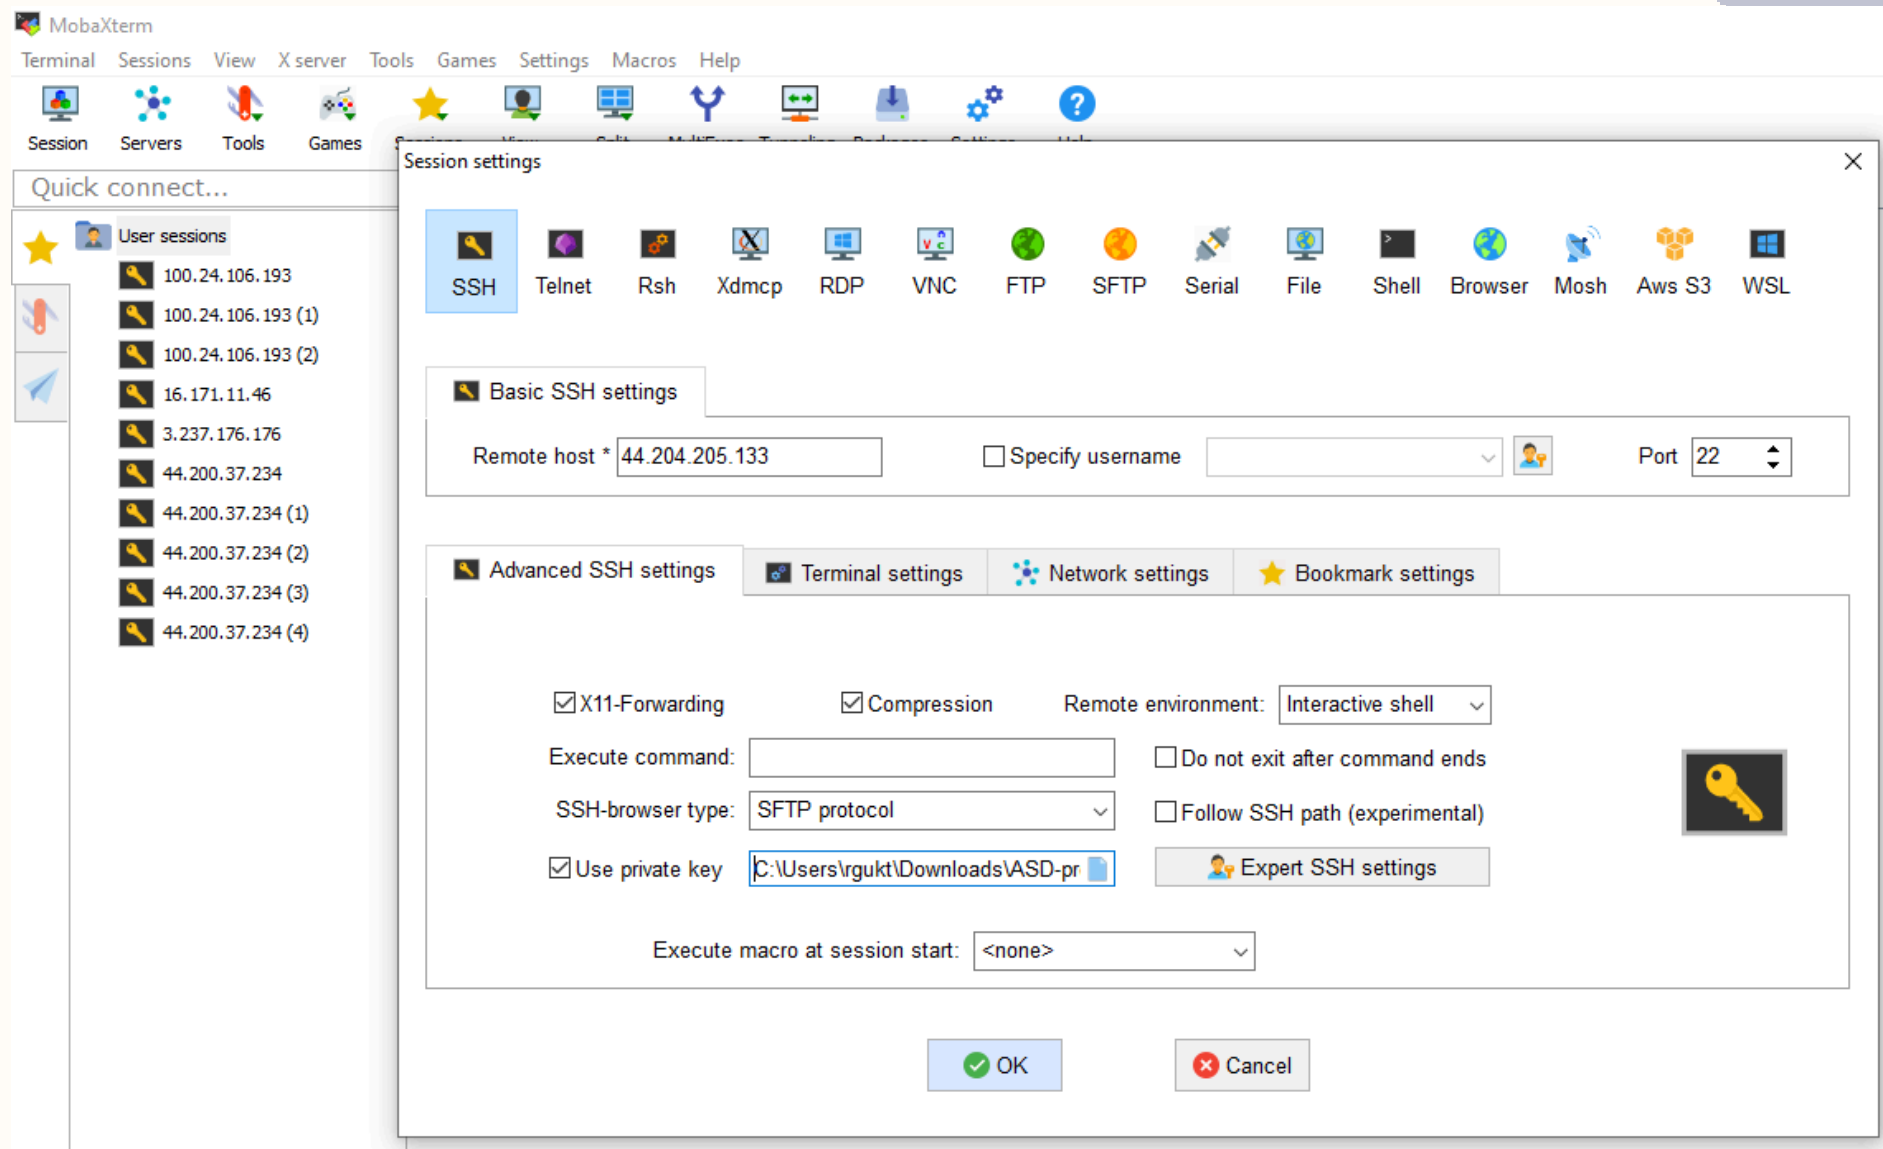 MobaXterm
Terminal Sessions View X server Tools Games Settings Macros Help
Session Servers Tools Games
Quick connect...
User sessions
100.24.106.193
100.24.106.193 (1)
100.24.106.193 (2)
16.171.11.46
3.237.176.176
44.200.37.234
44.200.37.234 (1)
44.200.37.234 (2)
44.200.37.234 (3)
44.200.37.234 (4)
Session settings
SSH Telnet Rsh Xdmcp RDP VNC FTP SFTP Serial File Shell Browser Mosh Aws S3 WSL
Basic SSH settings
Remote host * 44.204.205.133 Specify username Port 22
Advanced SSH settings Terminal settings Network settings Bookmark settings
X11-Forwarding Compression Remote environment: Interactive shell
Execute command: Do not exit after command ends
SSH-browser type: SFTP protocol Follow SSH path (experimental)
Use private key C:\Users\rgukt\Downloads\ASD-pr Expert SSH settings
Execute macro at session start: <none>
OK Cancel